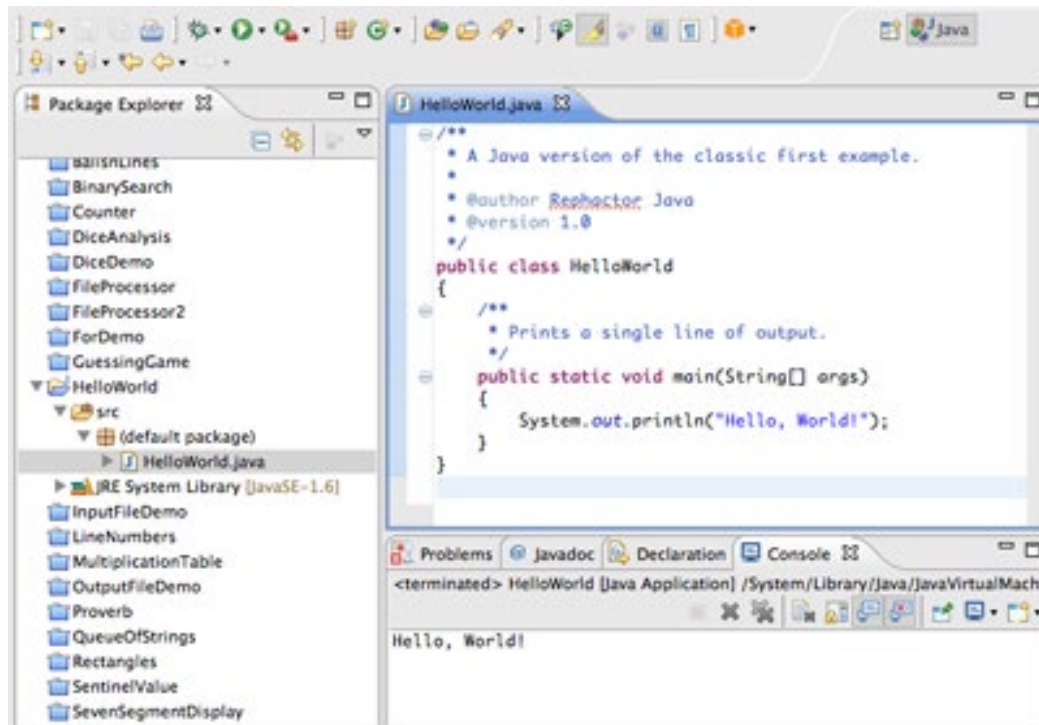 Java
Package Explorer
BallsnLines
BinarySearch
Counter
DiceAnalysis
DiceDemo
FileProcessor
FileProcessor2
ForDemo
GuessingGame
HelloWorld
src
(default package)
HelloWorld.java
JRE System Library [JavaSE-1.6]
InputFileDemo
LineNumbers
MultiplicationTable
OutputFileDemo
Proverb
QueueOfStrings
Rectangles
SentinelValue
SevenSegmentDisplay
HelloWorld.java
/**
* A Java version of the classic first example.
*
* @author Rephactor Java
* @version 1.0
*/
public class HelloWorld
{
/**
* Prints a single line of output.
*/
public static void main(String[] args)
{
System.out.println("Hello, World!");
}
}
Problems Javadoc Declaration Console
<terminated> HelloWorld [Java Application] /System/Library/Java/JavaVirtualMach
Hello, World!